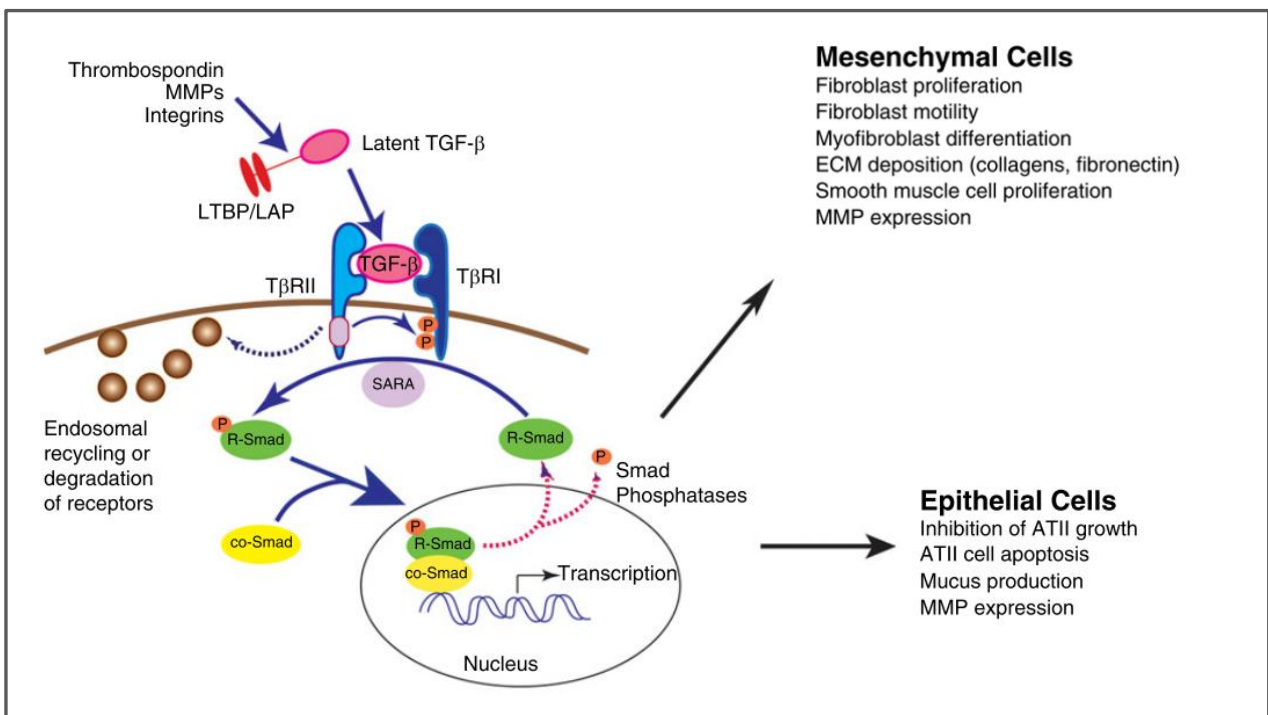 Thrombospondin
MMPs
Integrins
Latent TGF-β
LTBP/LAP
TGF-β
TβRII
TβRI
P
P
SARA
P
R-Smad
R-Smad
P
Smad
Phosphatases
Endosomal
recycling or
degradation
of receptors
co-Smad
P
R-Smad
co-Smad
Transcription
Nucleus
Mesenchymal Cells
Fibroblast proliferation
Fibroblast motility
Myofibroblast differentiation
ECM deposition (collagens, fibronectin)
Smooth muscle cell proliferation
MMP expression
Epithelial Cells
Inhibition of ATII growth
ATII cell apoptosis
Mucus production
MMP expression